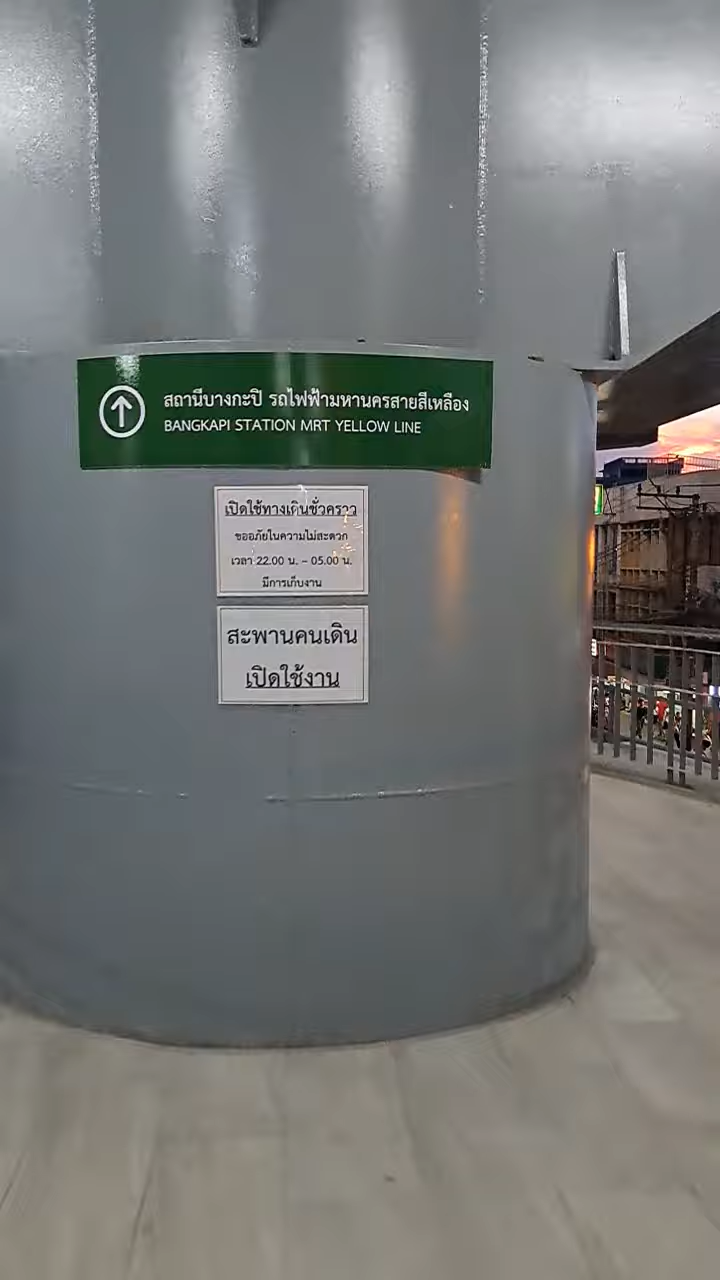 สถานีบางกะปิ รถไฟฟ้ามหานครสายสีเหลือง
BANGKAPI STATION MRT YELLOW LINE
เปิดใช้ทางเดินชั่วคราว
ขออภัยในความไม่สะดวก
เวลา 22.00 น. - 05.00 น.
มีการเก็บงาน
สะพานคนเดิน
เปิดใช้งาน